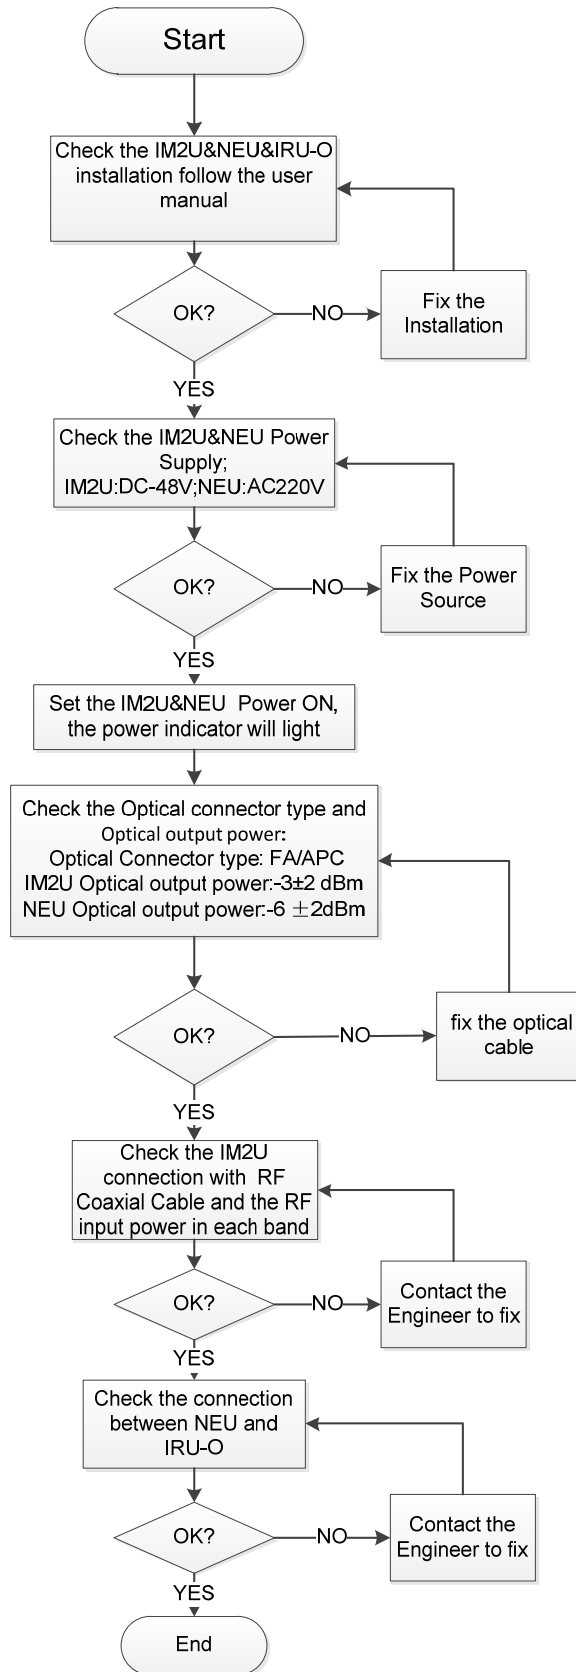 Start
Check the IM2U&NEU&IRU-O
installation follow the user
manual
OK?
NO
Fix the
Installation
YES
Check the IM2U&NEU Power
Supply;
IM2U:DC-48V;NEU:AC220V
OK?
NO
Fix the Power
Source
YES
Set the IM2U&NEU  Power ON,
the power indicator will light
Check the Optical connector type and
Optical output power:
Optical Connector type: FA/APC
IM2U Optical output power:-3±2 dBm
NEU Optical output power:-6 ±2dBm
OK?
NO
fix the optical
cable
YES
Check the IM2U
connection with  RF
Coaxial Cable and the RF
input power in each band
OK?
NO
Contact the
Engineer to fix
YES
Check the connection
between NEU and
IRU-O
OK?
NO
Contact the
Engineer to fix
YES
End